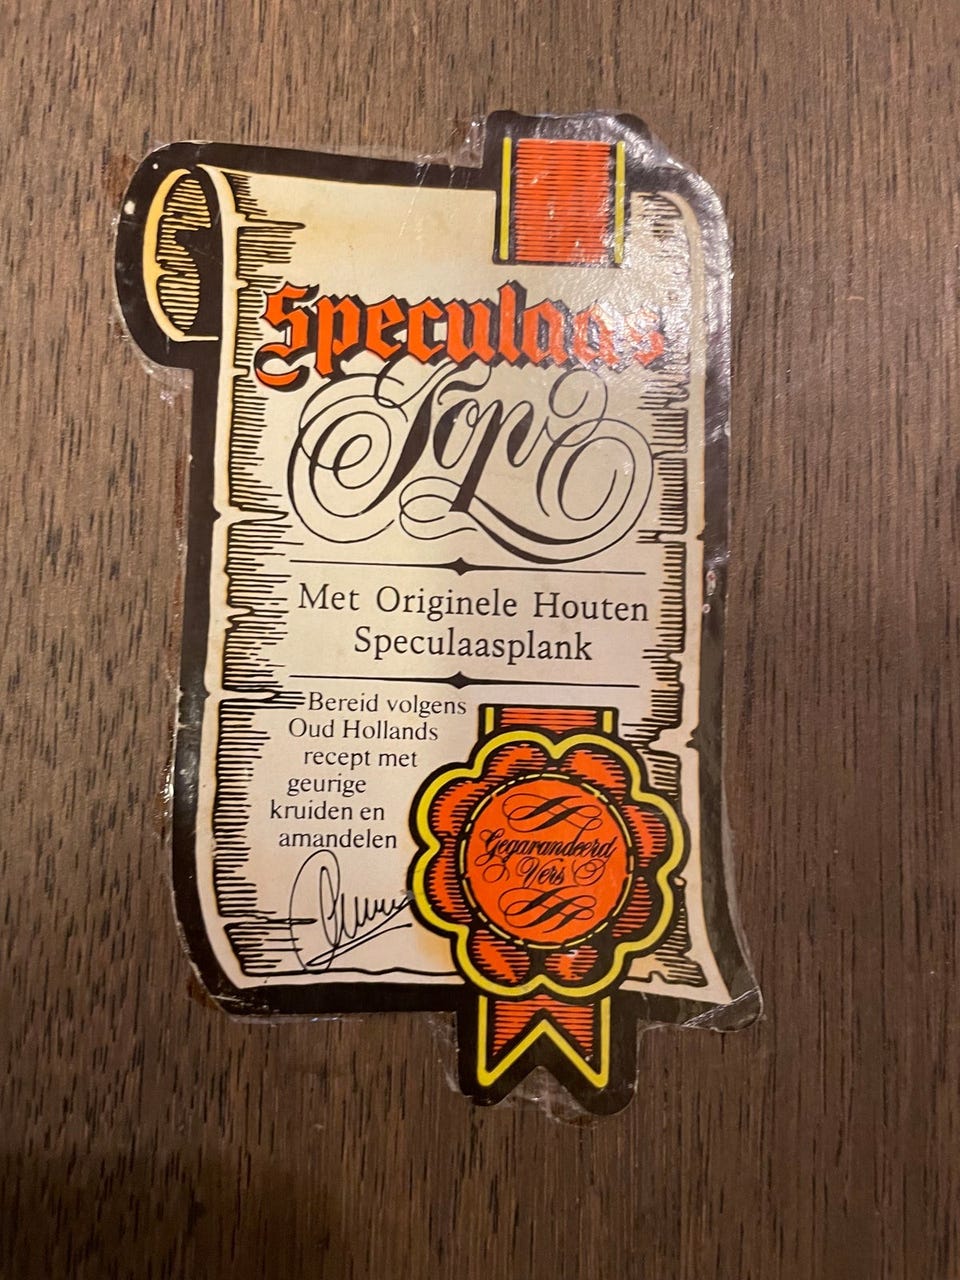 Speculaas
Top
Met Originele Houten
Speculaasplank
Bereid volgens
Oud Hollands
recept met
geurige
kruiden en
amandelen
Gegarandeerd
Vers